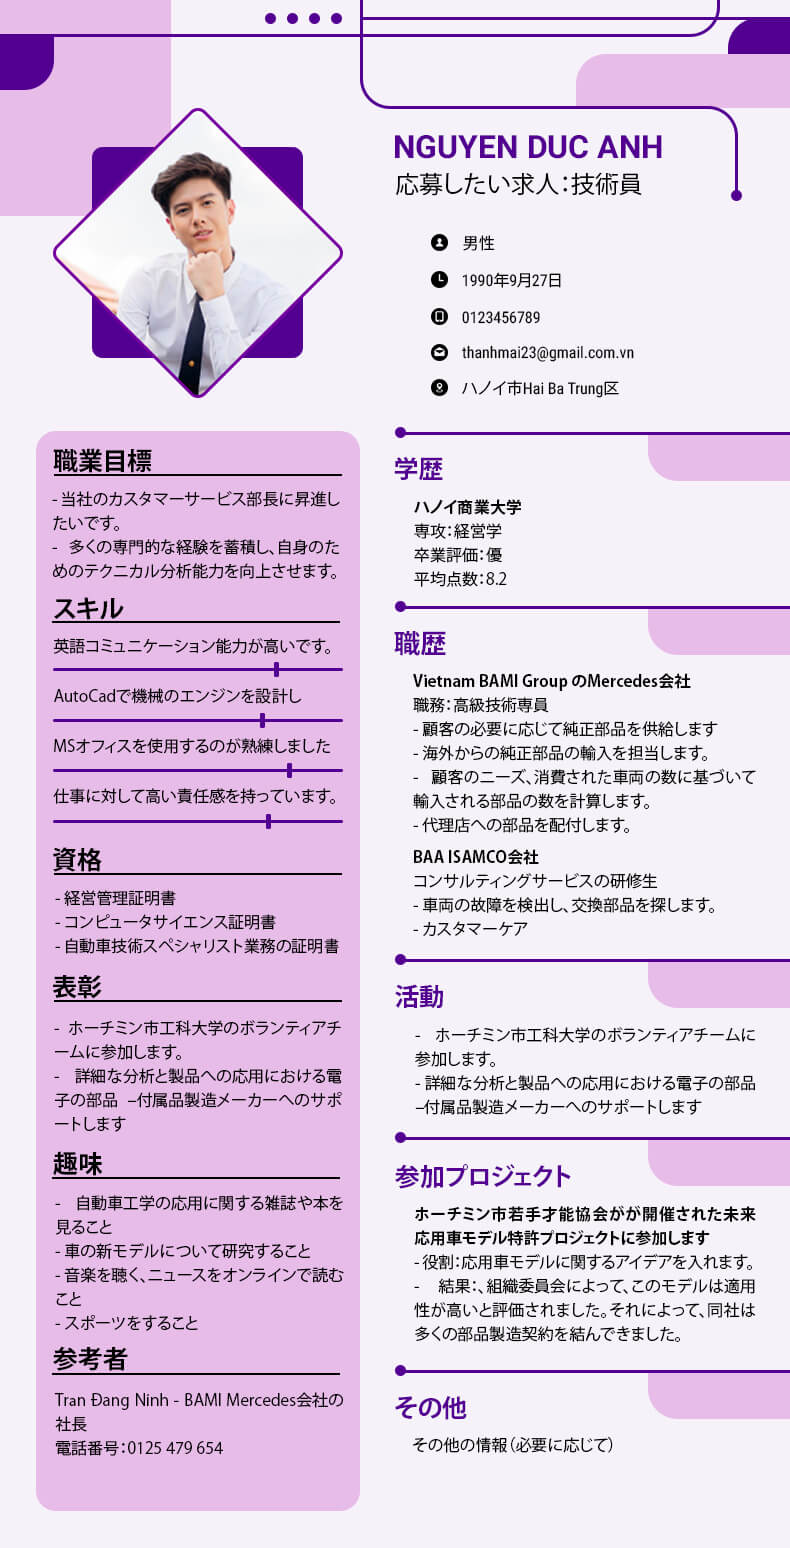 NGUYEN DUC ANH
応募したい求人：技術員
男性
1990年9月27日
0123456789
thanhmai23@gmail.com.vn
ハノイ市Hai Ba Trung区
職業目標
- 当社のカスタマーサービス部長に昇進し
たいです。
- 多くの専門的な経験を蓄積し、自身のた
めのテクニカル分析能力を向上させます。
スキル
英語コミュニケーション能力が高いです。
AutoCadで機械のエンジンを設計し
MSオフィスを使用するのが熟練しました
仕事に対して高い責任感を持っています。
資格
- 経営管理証明書
- コンピュータサイエンス証明書
- 自動車技術スペシャリスト業務の証明書
表彰
- ホーチミン市工科大学のボランティアチ
ームに参加します。
- 詳細な分析と製品への応用における電
子の部品 –付属品製造メーカーへのサポ
ートします
趣味
- 自動車工学の応用に関する雑誌や本を
見ること
- 車の新モデルについて研究すること
- 音楽を聴く、ニュースをオンラインで読む
こと
- スポーツをすること
参考者
Tran Đang Ninh - BAMI Mercedes会社の
社長
電話番号：0125 479 654
学歴
ハノイ商業大学
専攻：経営学
卒業評価：優
平均点数：8.2
職歴
Vietnam BAMI Group のMercedes会社
職務：高級技術専員
- 顧客の必要に応じて純正部品を供給します
- 海外からの純正部品の輸入を担当します。
- 顧客のニーズ、消費された車両の数に基づいて
輸入される部品の数を計算します。
- 代理店への部品を配付します。
BAA ISAMCO会社
コンサルティングサービスの研修生
- 車両の故障を検出し、交換部品を探します。
- カスタマーケア
活動
- ホーチミン市工科大学のボランティアチームに
参加します。
- 詳細な分析と製品への応用における電子の部品
–付属品製造メーカーへのサポートします
参加プロジェクト
ホーチミン市若手才能協会がが開催された未来
応用車モデル特許プロジェクトに参加します
- 役割：応用車モデルに関するアイデアを入れます。
- 結果：、組織委員会によって、このモデルは適用
性が高いと評価されました。それによって、同社は
多くの部品製造契約を結んできました。
その他
その他の情報（必要に応じて）